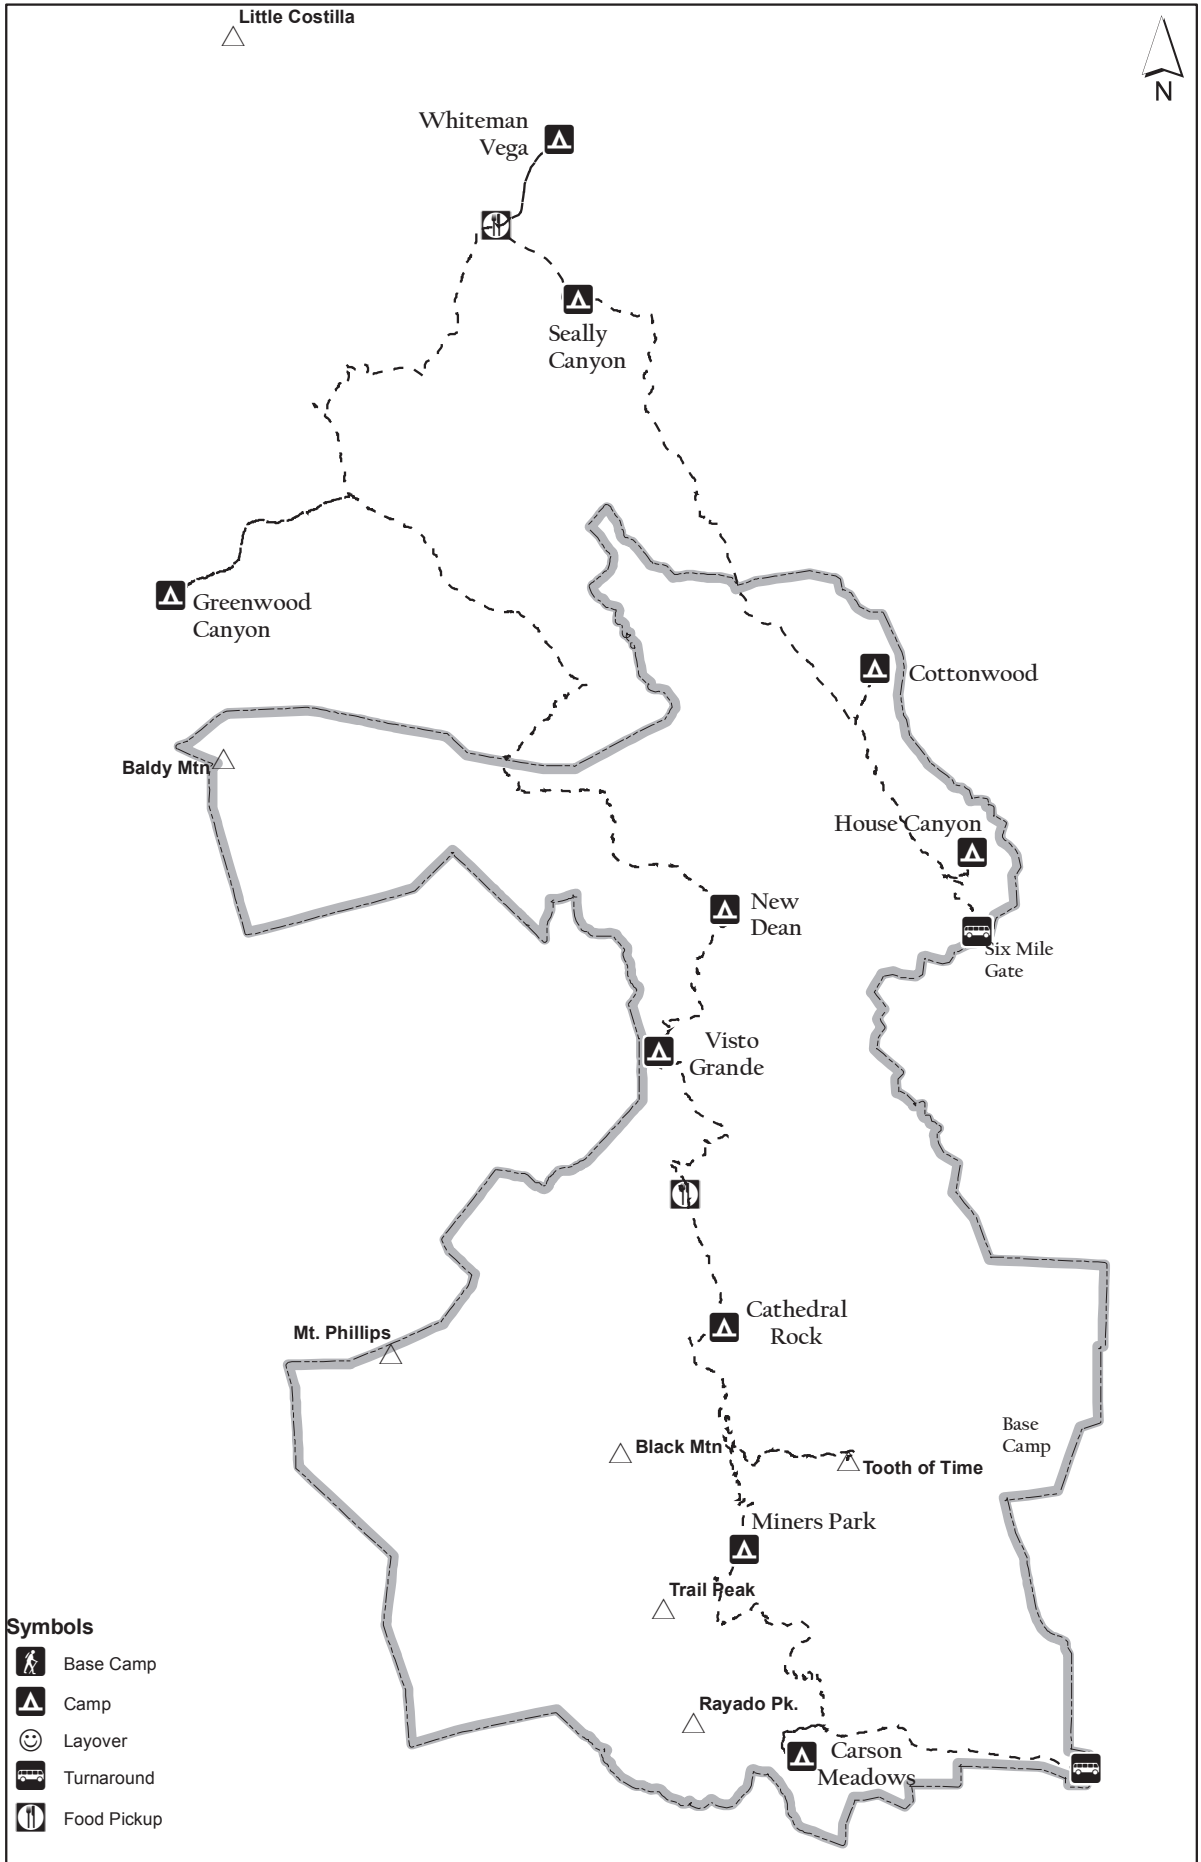 Little Costilla
N
Whiteman
Vega
Seally
Canyon
Greenwood
Canyon
Cottonwood
Baldy Mtn
House Canyon
New
Dean
Six Mile
Gate
Visto
Grande
Cathedral
Rock
Mt. Phillips
Base
Camp
Black Mtn
Tooth of Time
Miners Park
Trail Peak
Rayado Pk.
Carson
Meadows
Symbols
Base Camp
Camp
Layover
Turnaround
Food Pickup